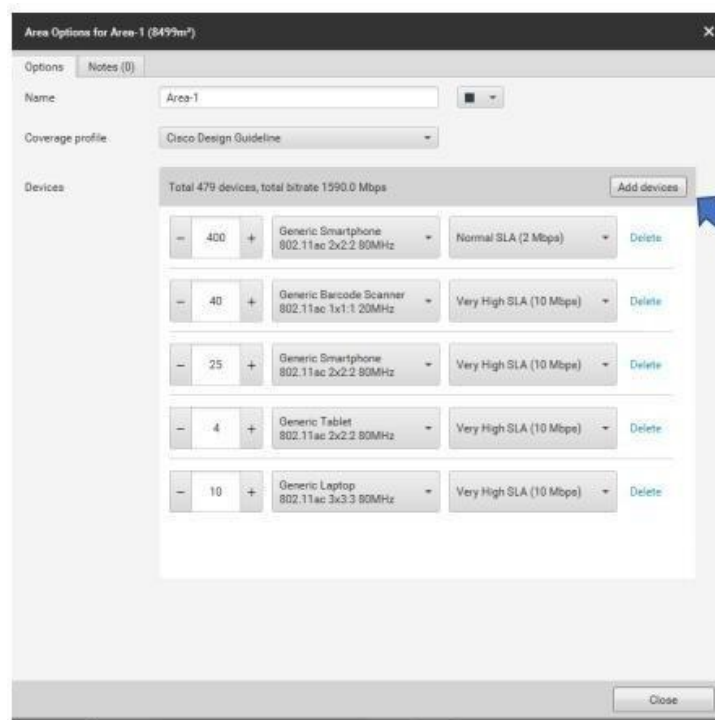 Area Options for Area-1 (8499m²)
Options Notes (0)
Name Area-1
Coverage profile Cisco Design Guideline
Devices Total 479 devices, total bitrate 1590.0 Mbps Add devices
− 400 + Generic Smartphone
802.11ac 2x2:2 80MHz Normal SLA (2 Mbps) Delete
− 40 + Generic Barcode Scanner
802.11ac 1x1:1 20MHz Very High SLA (10 Mbps) Delete
− 25 + Generic Smartphone
802.11ac 2x2:2 80MHz Very High SLA (10 Mbps) Delete
− 4 + Generic Tablet
802.11ac 2x2:2 80MHz Very High SLA (10 Mbps) Delete
− 10 + Generic Laptop
802.11ac 3x3:3 80MHz Very High SLA (10 Mbps) Delete
Close